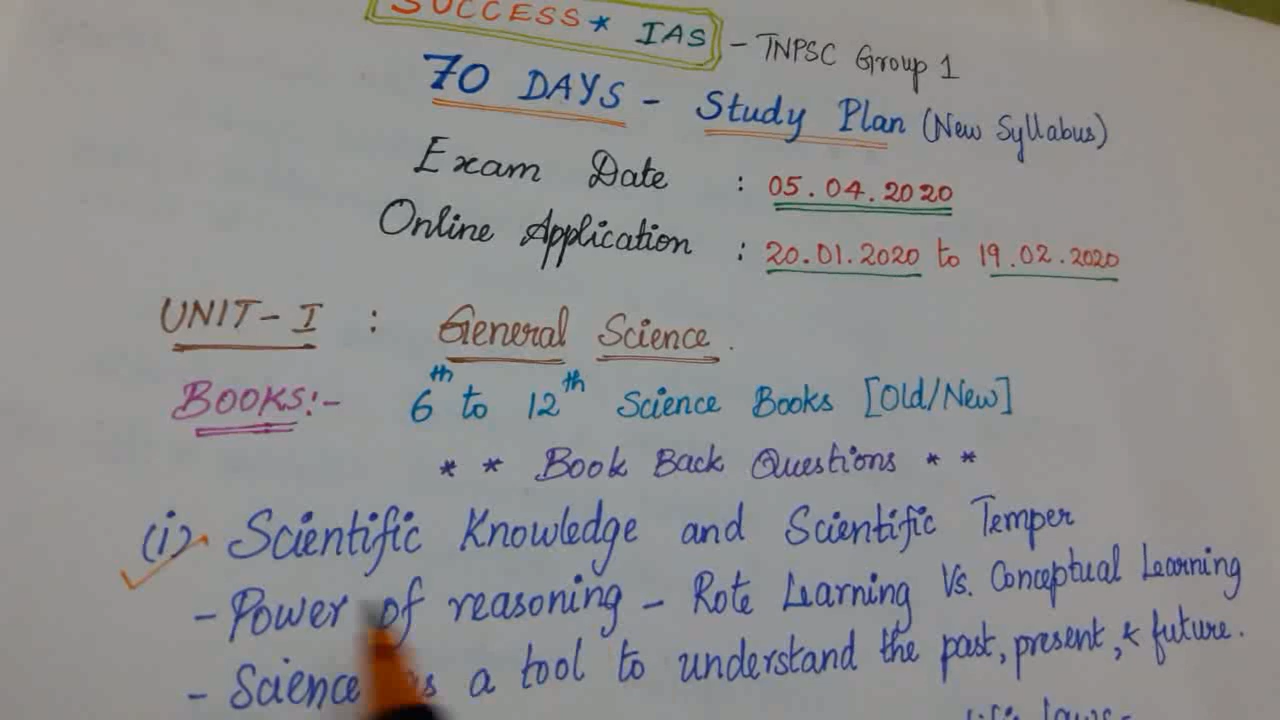 SUCCESS * IAS - TNPSC Group 1
70 DAYS - Study Plan (New Syllabus)
Exam Date : 05.04.2020
Online Application : 20.01.2020 to 19.02.2020
UNIT-I : General Science.
BOOKS:- 6th to 12th Science Books [Old/New]
* * Book Back Questions * *
(i) Scientific Knowledge and Scientific Temper
- Power of reasoning - Rote Learning Vs. Conceptual Learning
- Science as a tool to understand the past, present, & future.
laws-